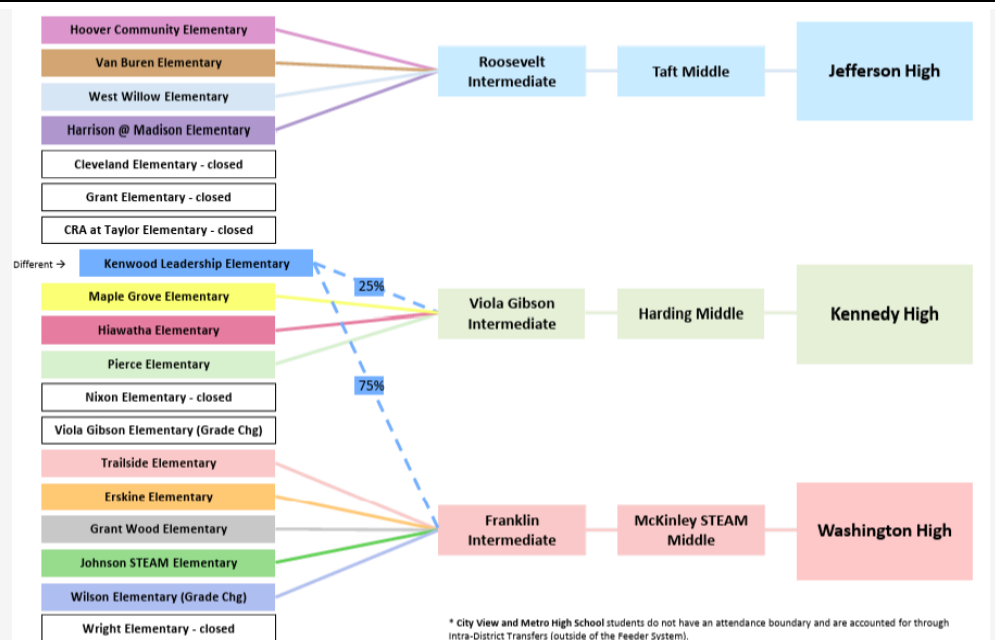 Hoover Community Elementary
Van Buren Elementary
West Willow Elementary
Harrison @ Madison Elementary
Cleveland Elementary - closed
Grant Elementary - closed
CRA at Taylor Elementary - closed
Different →
Kenwood Leadership Elementary
Maple Grove Elementary
Hiawatha Elementary
Pierce Elementary
Nixon Elementary - closed
Viola Gibson Elementary (Grade Chg)
Trailside Elementary
Erskine Elementary
Grant Wood Elementary
Johnson STEAM Elementary
Wilson Elementary (Grade Chg)
Wright Elementary - closed
25%
75%
Roosevelt
Intermediate
Taft Middle
Jefferson High
Viola Gibson
Intermediate
Harding Middle
Kennedy High
Franklin
Intermediate
McKinley STEAM
Middle
Washington High
* City View and Metro High School students do not have an attendance boundary and are accounted for through
Intra-District Transfers (outside of the Feeder System).